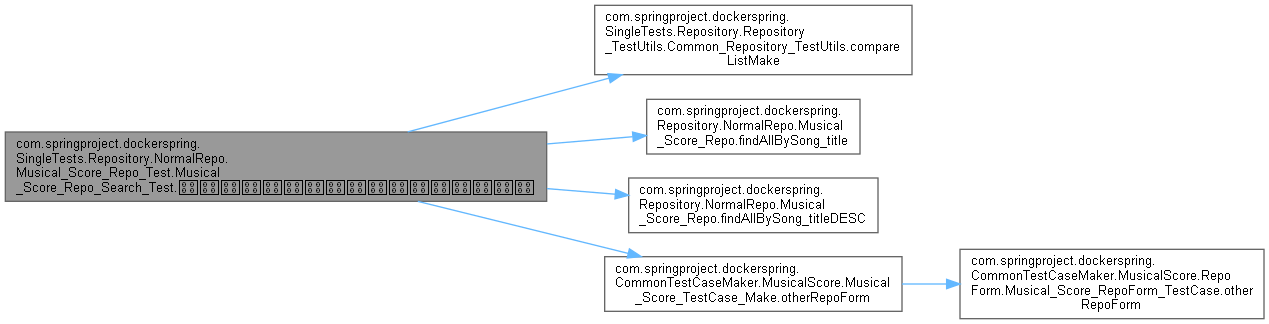 com.springproject.dockerspring.
SingleTests.Repository.Repository
_TestUtils.Common_Repository_TestUtils.compare
ListMake
com.springproject.dockerspring.
Repository.NormalRepo.Musical
_Score_Repo.findAllBySong_title
com.springproject.dockerspring.
SingleTests.Repository.NormalRepo.
Musical_Score_Repo_Test.Musical
_Score_Repo_Search_Test.
com.springproject.dockerspring.
Repository.NormalRepo.Musical
_Score_Repo.findAllBySong_titleDESC
com.springproject.dockerspring.
CommonTestCaseMaker.MusicalScore.Musical
_Score_TestCase_Make.otherRepoForm
com.springproject.dockerspring.
CommonTestCaseMaker.MusicalScore.Repo
Form.Musical_Score_RepoForm_TestCase.other
RepoForm